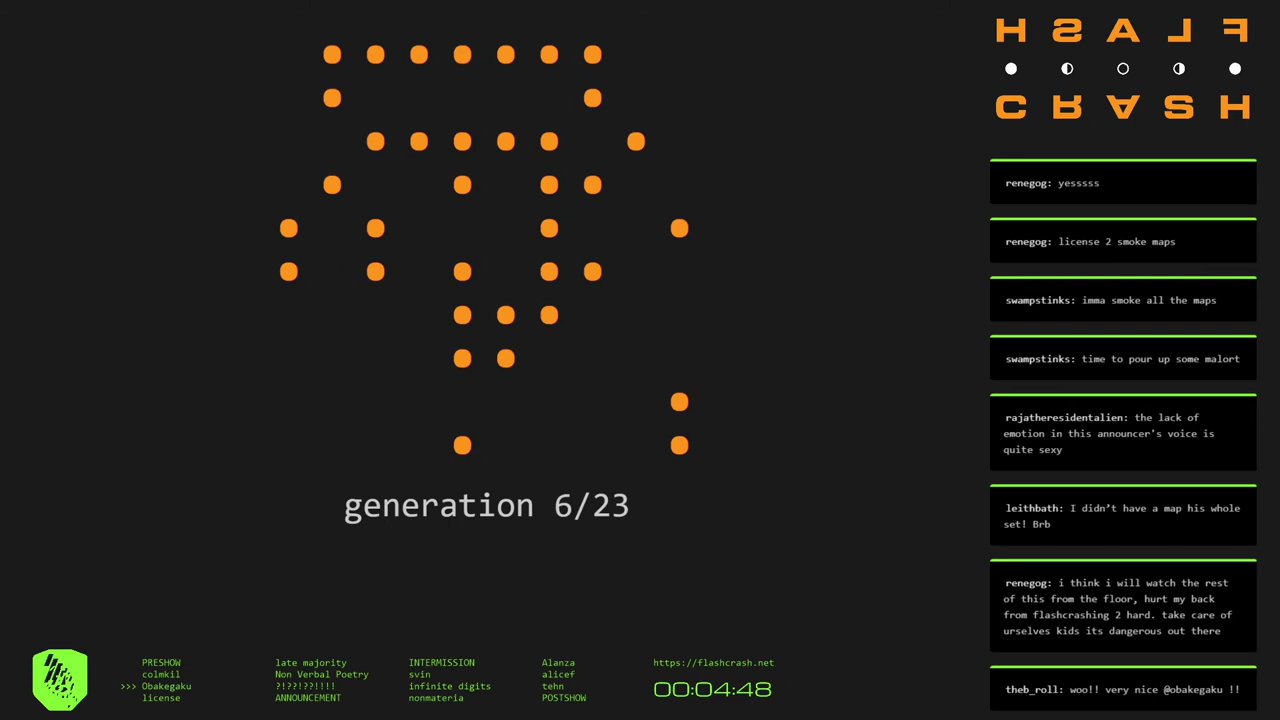 FLASH
CRASH
renegog: yesssss
renegog: license 2 smoke maps
swampstinks: imma smoke all the maps
swampstinks: time to pour up some malort
rajatheresidentalien: the lack of
emotion in this announcer's voice is
quite sexy
leithbath: I didn’t have a map his whole
set! Brb
renegog: i think i will watch the rest
of this from the floor, hurt my back
from flashcrashing 2 hard. take care of
urselves kids its dangerous out there
theb_roll: woo!! very nice @obakegaku !!
generation 6/23
PRESHOW
colmkil
>>> Obakegaku
license
late majority
Non Verbal Poetry
?!??!??!!!!
ANNOUNCEMENT
INTERMISSION
svin
infinite digits
nonmateria
Alanza
alicef
tehn
POSTSHOW
https://flashcrash.net
00:04:48